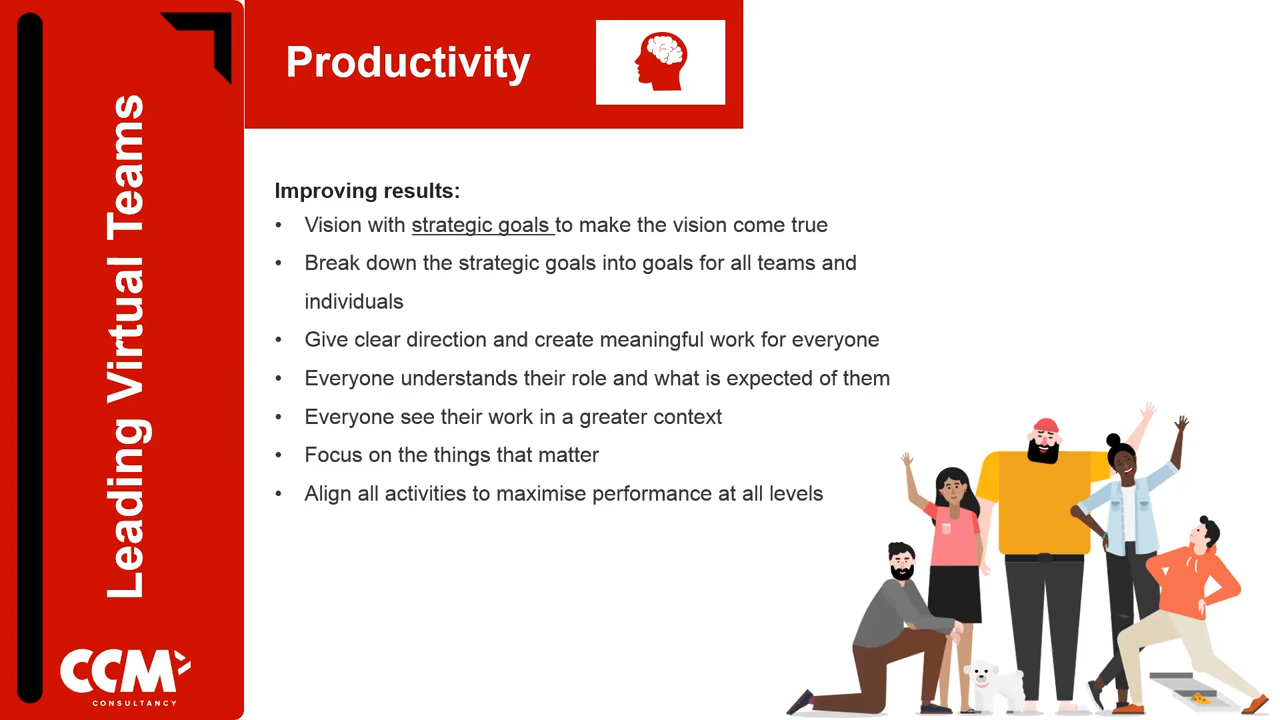 Productivity
Leading Virtual Teams
Improving results:
• Vision with strategic goals to make the vision come true
• Break down the strategic goals into goals for all teams and
individuals
• Give clear direction and create meaningful work for everyone
• Everyone understands their role and what is expected of them
• Everyone see their work in a greater context
• Focus on the things that matter
• Align all activities to maximise performance at all levels
CCM
CONSULTANCY